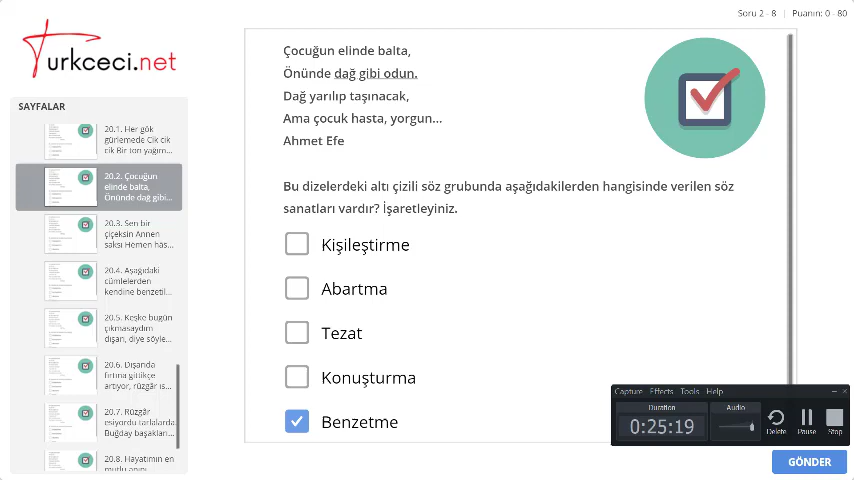 Soru 2 - 8 | Puanın: 0 - 80
Turkceci.net
SAYFALAR
20.1. Her gök
gürlemede Cik cik
cik Bir ton yağım...
20.2. Çocuğun
elinde balta,
Önünde dağ gibi...
20.3. Sen bir
çiçeksin Annen
saksı Hemen has...
20.4. Aşağıdaki
cümlelerden
kendine benzetil...
20.5. Keşke bugün
çıkmasaydım
dışarı, diye söyle...
20.6. Dışarıda
fırtına gittikçe
artıyor, rüzgâr ıs...
20.7. Rüzgâr
esiyordu tarlalarda.
Buğday başakları...
20.8. Hayatımın en
mutlu anını
Çocuğun elinde balta,
Önünde dağ gibi odun.
Dağ yarılıp taşınacak,
Ama çocuk hasta, yorgun...
Ahmet Efe
Bu dizelerdeki altı çizili söz grubunda aşağıdakilerden hangisinde verilen söz
sanatları vardır? İşaretleyiniz.
Kişileştirme
Abartma
Tezat
Konuşturma
Benzetme
Capture Effects Tools Help
Duration
0:25:19
Audio
Delete
Pause
Stop
GÖNDER